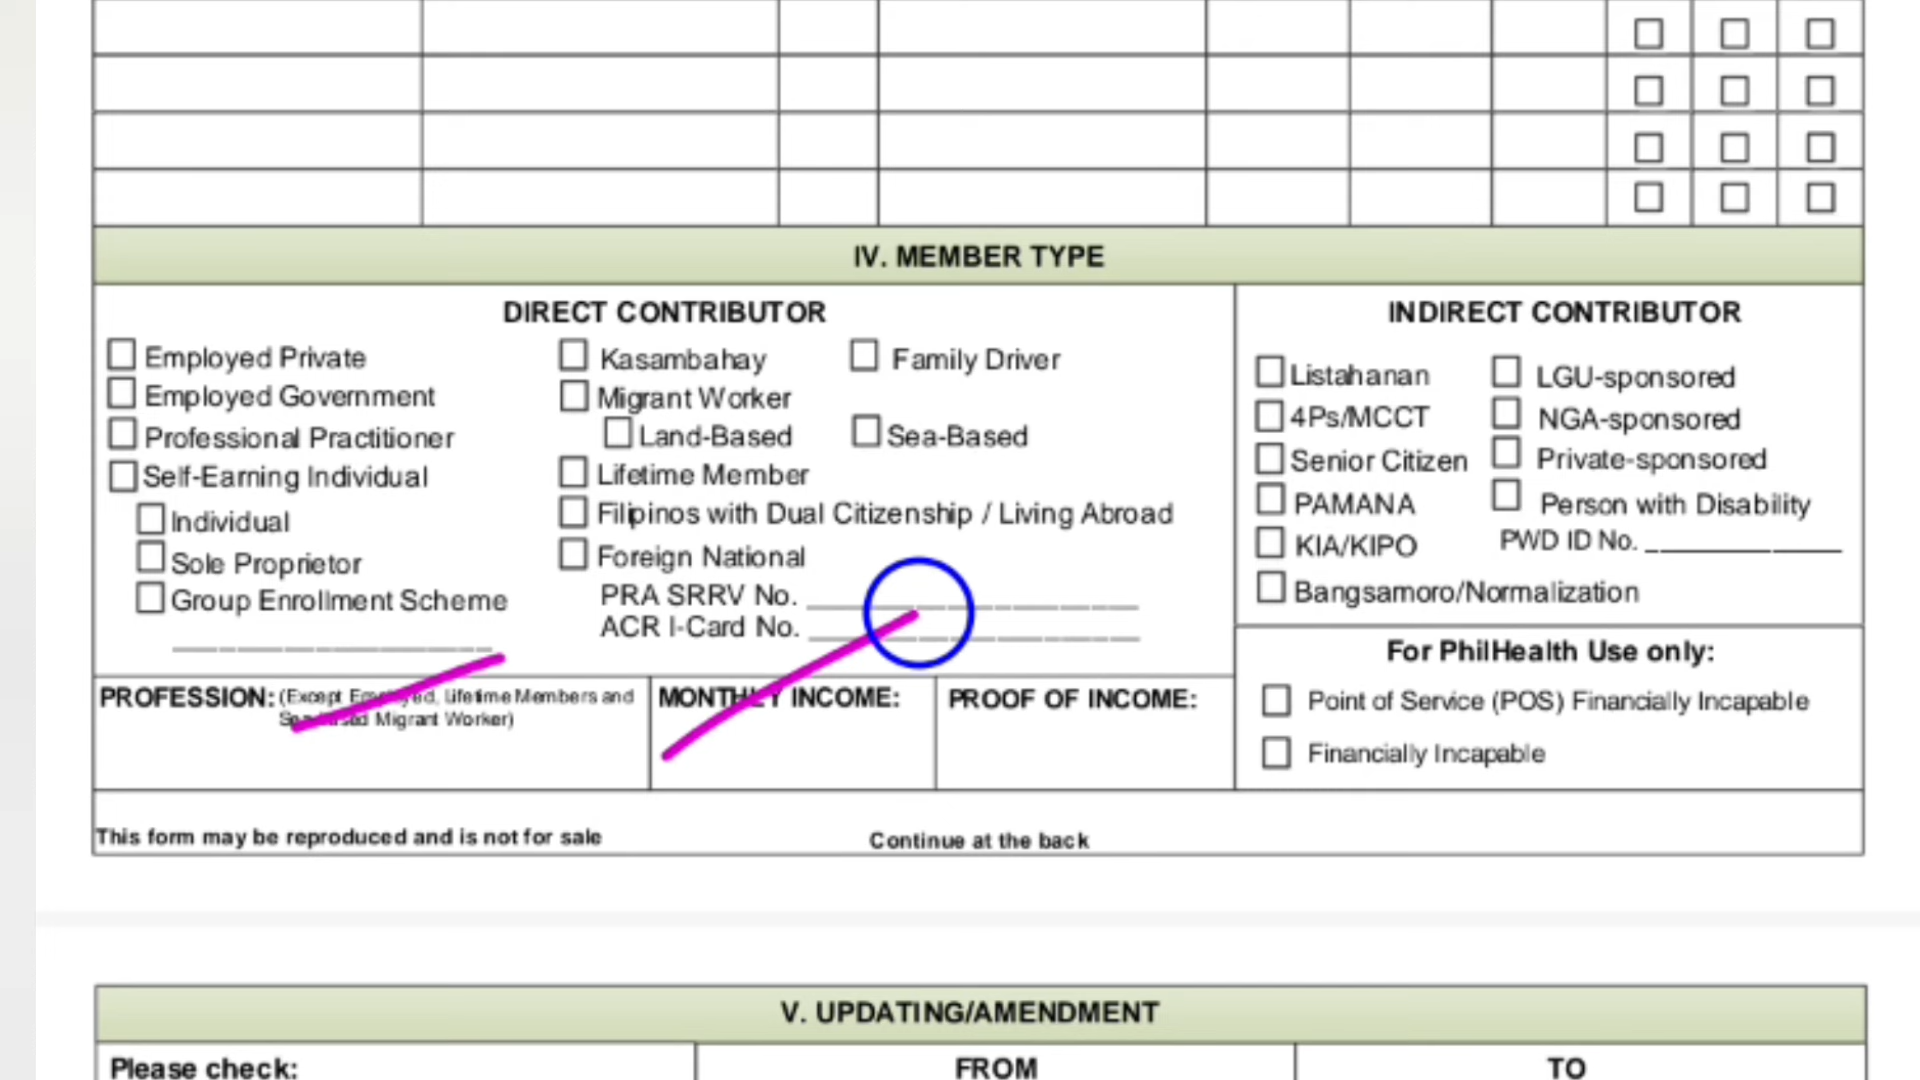 IV. MEMBER TYPE
DIRECT CONTRIBUTOR
Employed Private
Kasambahay
Family Driver
Employed Government
Migrant Worker
Professional Practitioner
Land-Based
Sea-Based
Self-Earning Individual
Lifetime Member
Individual
Filipinos with Dual Citizenship / Living Abroad
Sole Proprietor
Foreign National
Group Enrollment Scheme
PRA SRRV No.
ACR I-Card No.
INDIRECT CONTRIBUTOR
Listahanan
LGU-sponsored
4Ps/MCCT
NGA-sponsored
Senior Citizen
Private-sponsored
PAMANA
Person with Disability
KIA/KIPO
PWD ID No.
Bangsamoro/Normalization
PROFESSION: (Except Employed, Lifetime Members and
Sea-Based Migrant Worker)
MONTHLY INCOME:
PROOF OF INCOME:
For PhilHealth Use only:
Point of Service (POS) Financially Incapable
Financially Incapable
This form may be reproduced and is not for sale
Continue at the back
V. UPDATING/AMENDMENT
Please check:
FROM
TO